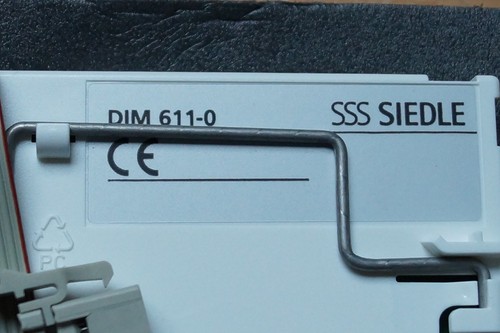 DIM 611-0
SSS SIEDLE
CE
PC